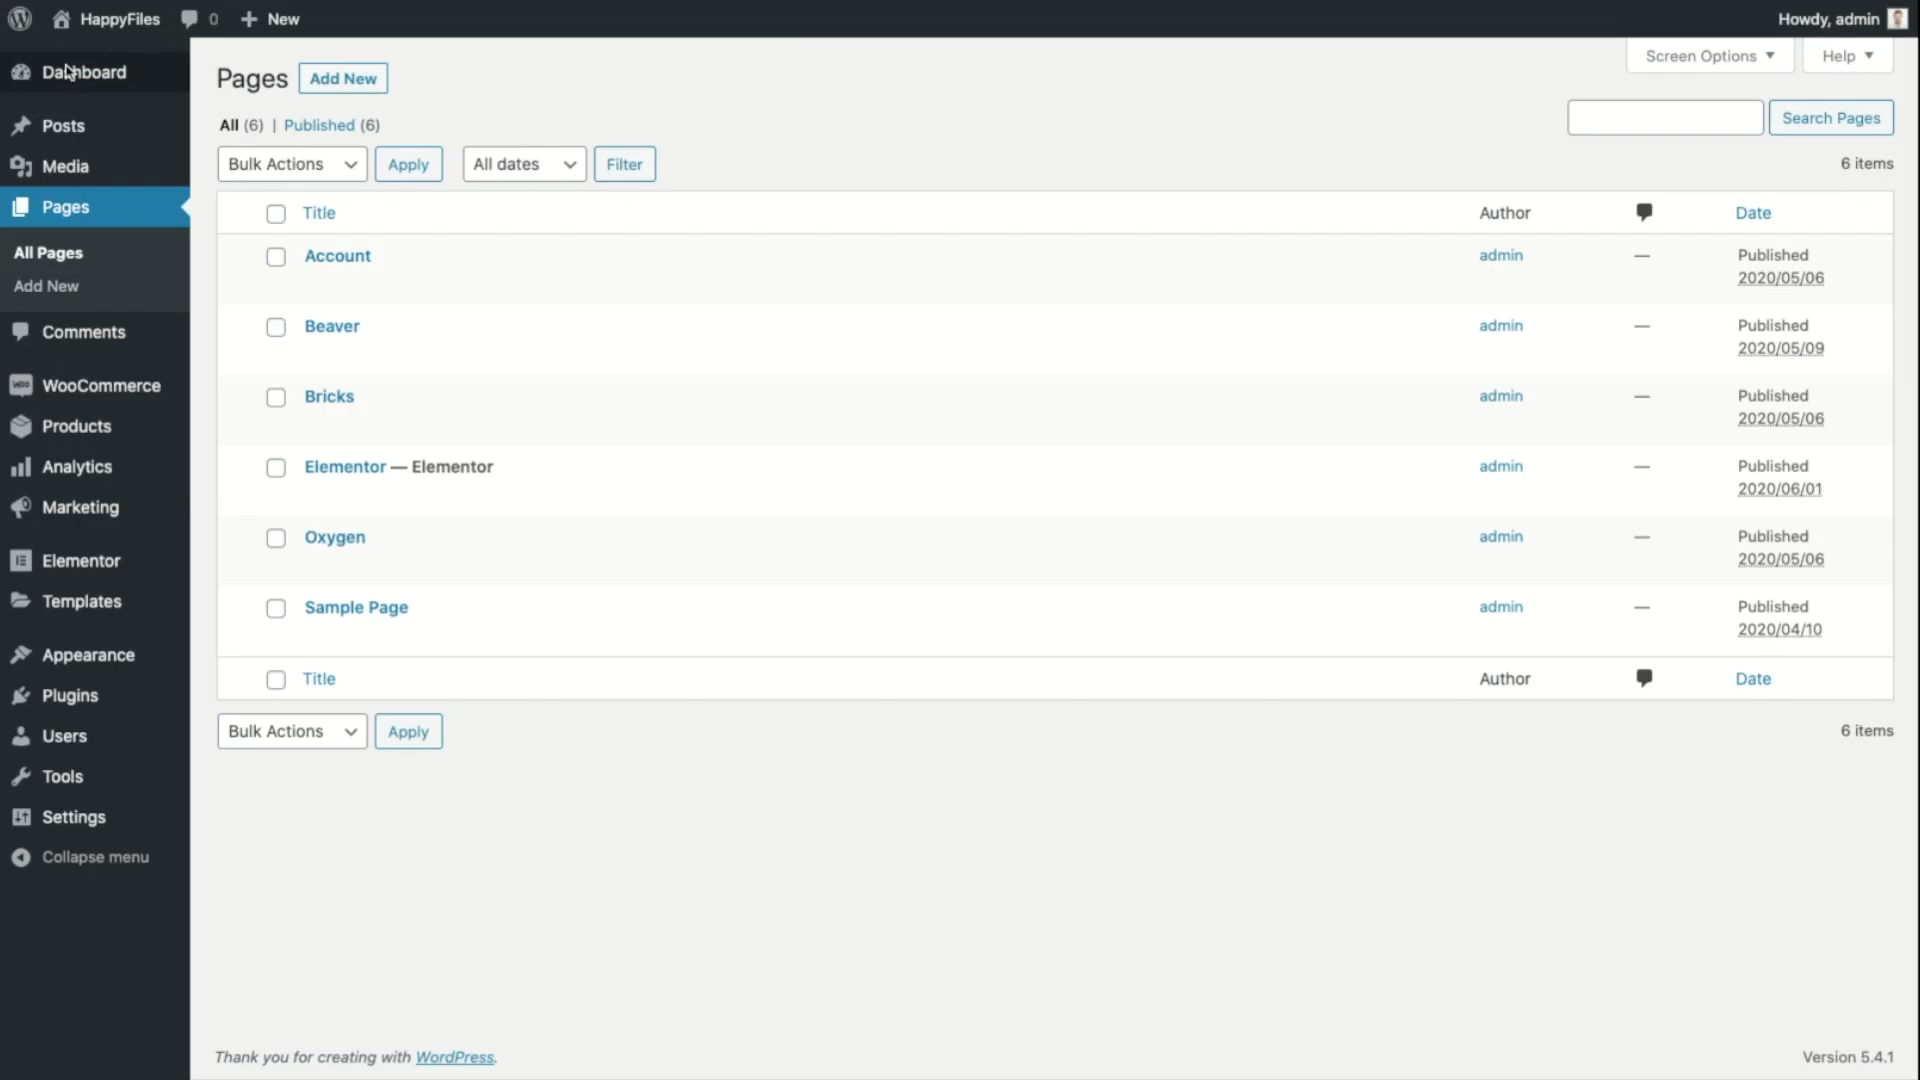 HappyFiles 0 New Howdy, admin
Dashboard
Posts
Media
Pages
All Pages
Add New
Comments
WooCommerce
Products
Analytics
Marketing
Elementor
Templates
Appearance
Plugins
Users
Tools
Settings
Collapse menu
Screen Options Help
Pages Add New
All (6) | Published (6)
Search Pages
Bulk Actions Apply All dates Filter 6 items
Title Author Date
Account admin — Published
2020/05/06
Beaver admin — Published
2020/05/09
Bricks admin — Published
2020/05/06
Elementor — Elementor admin — Published
2020/06/01
Oxygen admin — Published
2020/05/06
Sample Page admin — Published
2020/04/10
Title Author Date
Bulk Actions Apply 6 items
Thank you for creating with WordPress. Version 5.4.1